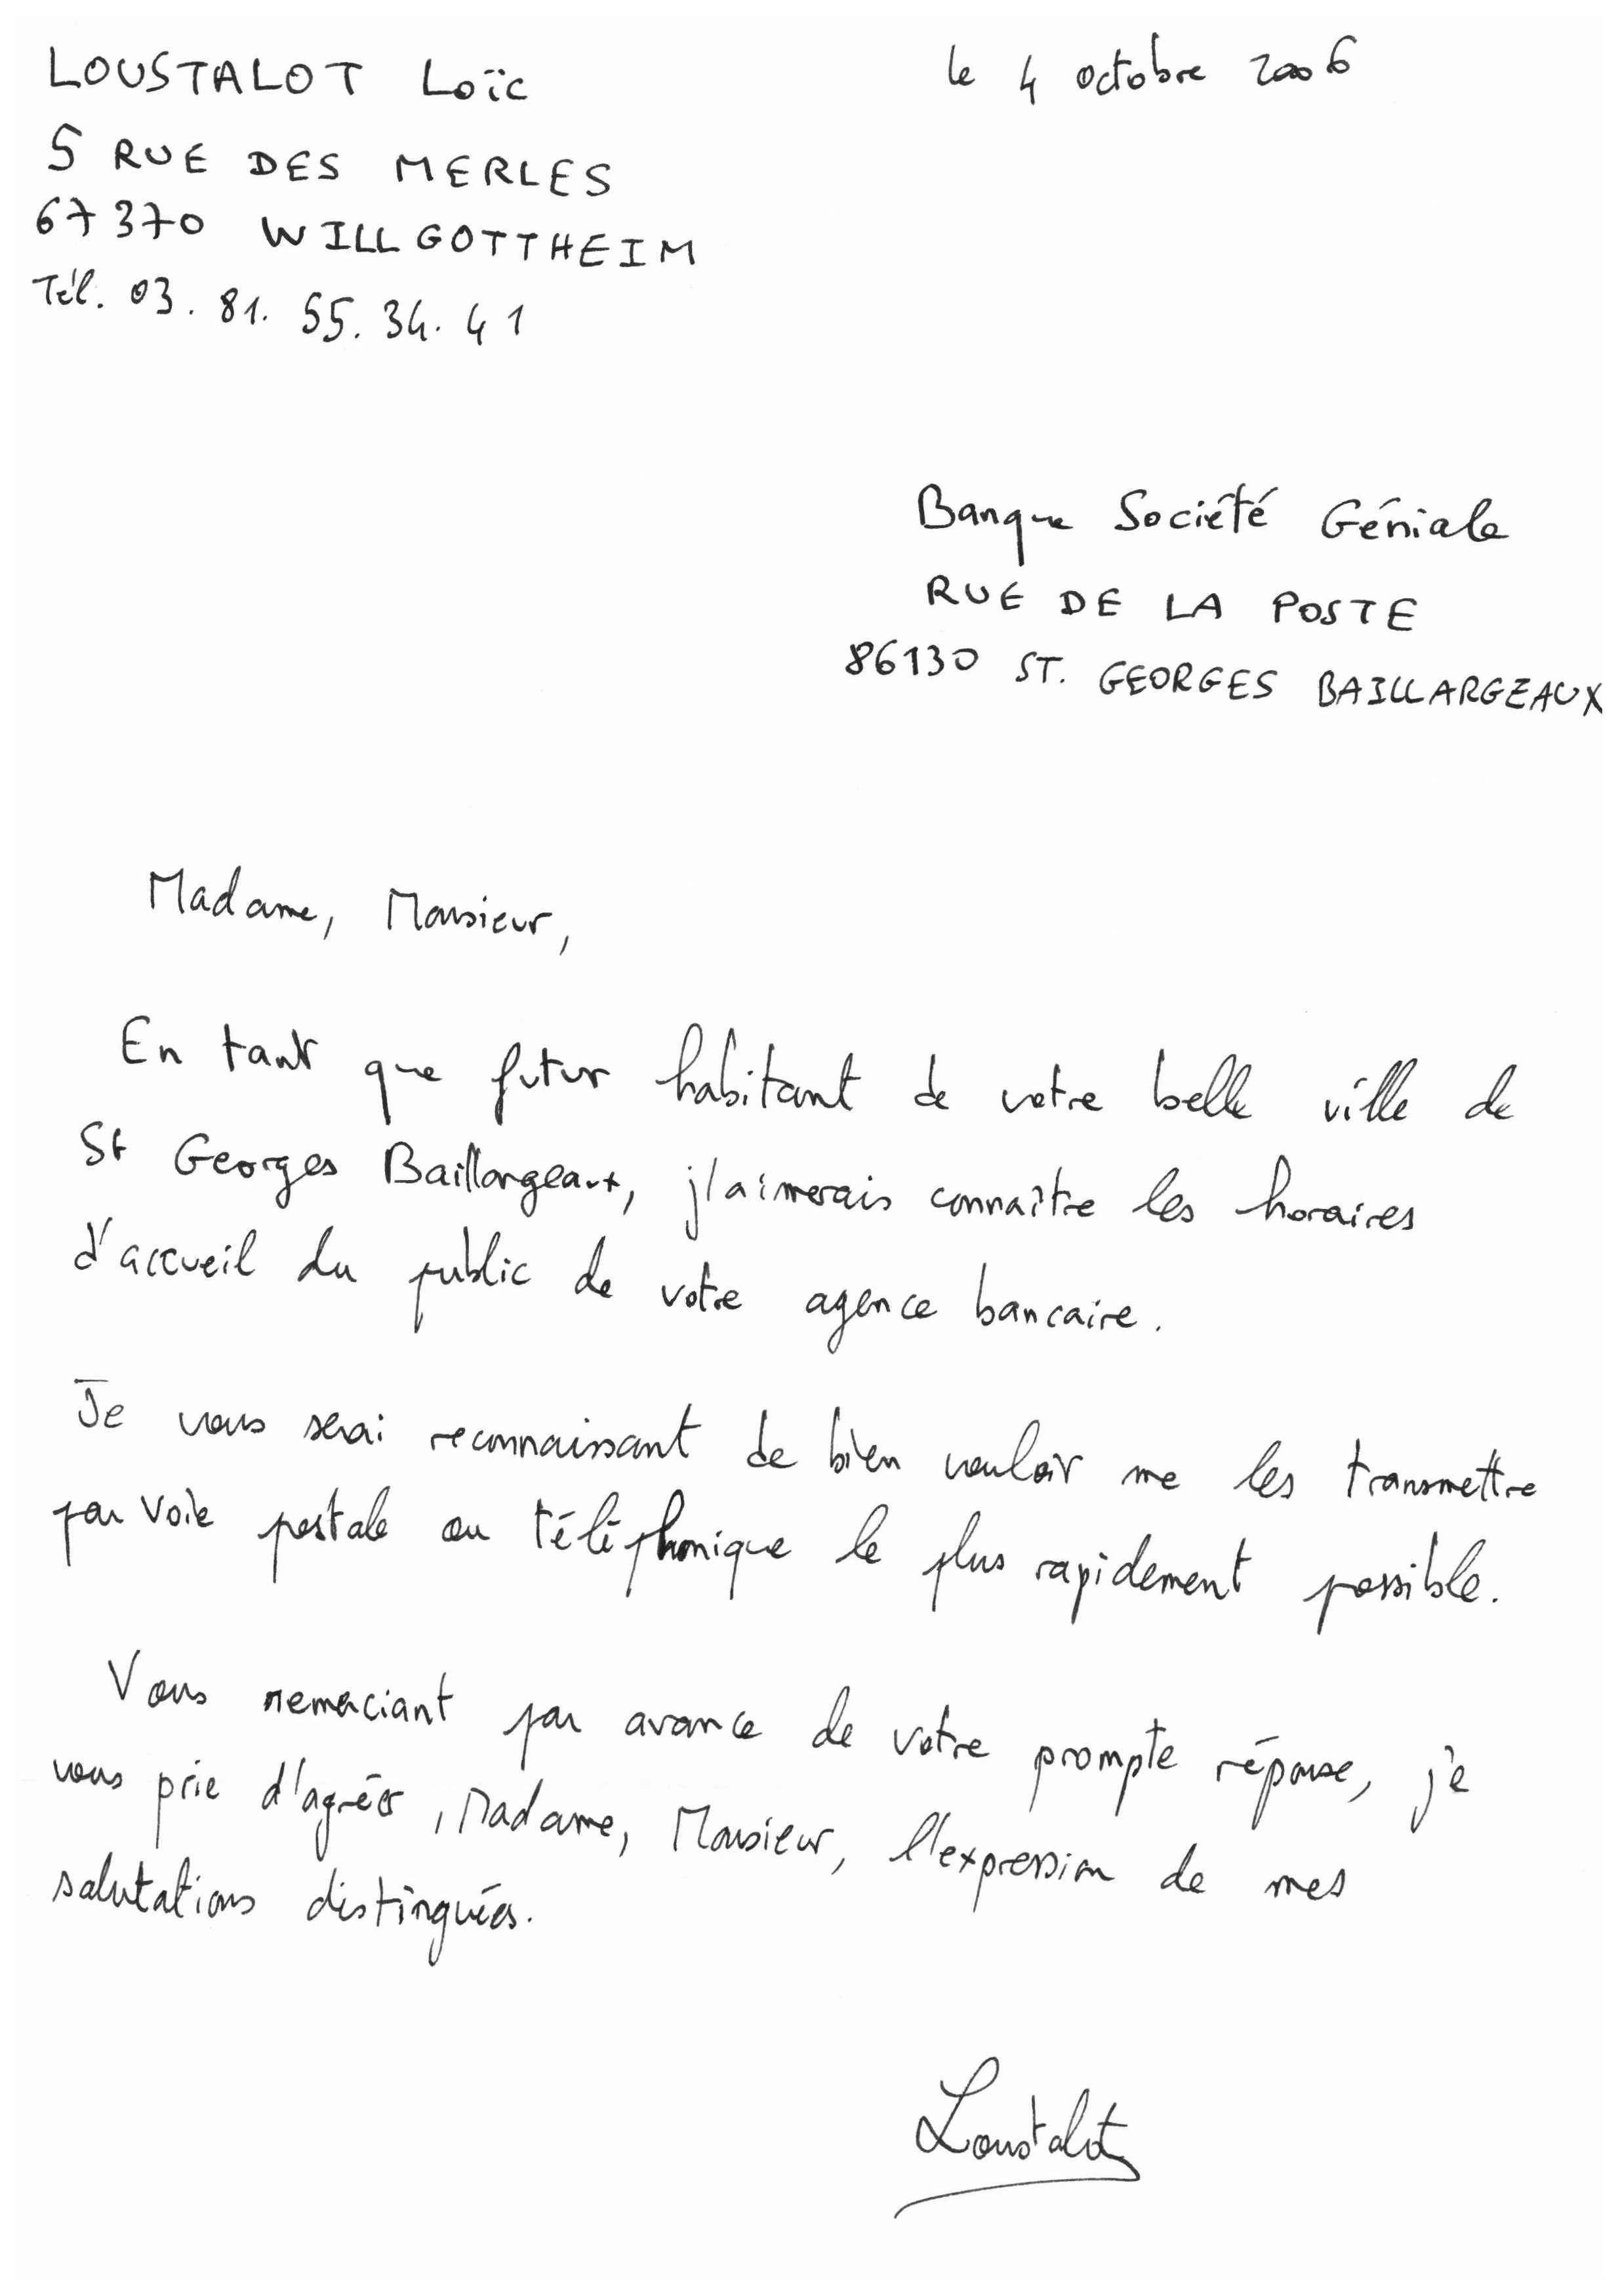 LOUSTALOT Loïc
le 4 octobre 2006
5 RUE DES MERLES
67370 WILLGOTTHEIM
Tél. 03.81.55.34.41
Banque Société Géniale
RUE DE LA POSTE
86130 ST. GEORGES BAILLARGEAUX
Madame, Monsieur,
En tant que futur habitant de votre belle ville de
St Georges Baillargeaux, j'aimerais connaître les horaires
d'accueil du public de votre agence bancaire.
Je vous serai reconnaissant de bien vouloir me les transmettre
par voie postale ou téléphonique le plus rapidement possible.
Vous remerciant par avance de votre prompte réponse, je
vous prie d'agréer, Madame, Monsieur, l'expression de mes
salutations distinguées.
Loustalot